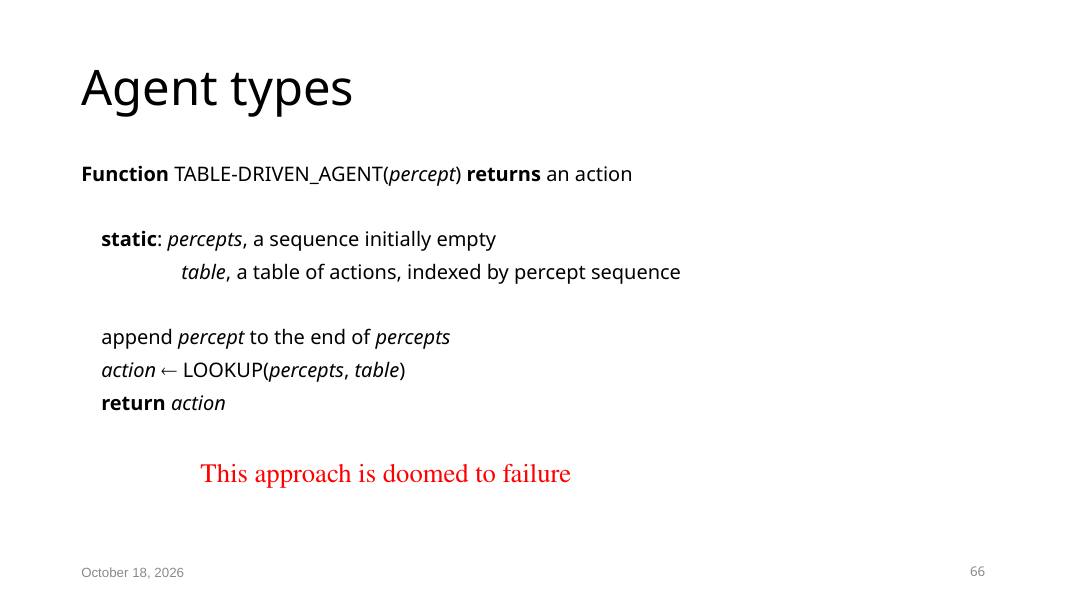 Agent types
Function TABLE-DRIVEN_AGENT(percept) returns an action
static: percepts, a sequence initially empty
table, a table of actions, indexed by percept sequence
append percept to the end of percepts
action ← LOOKUP(percepts, table)
return action
This approach is doomed to failure
October 18, 2026
66